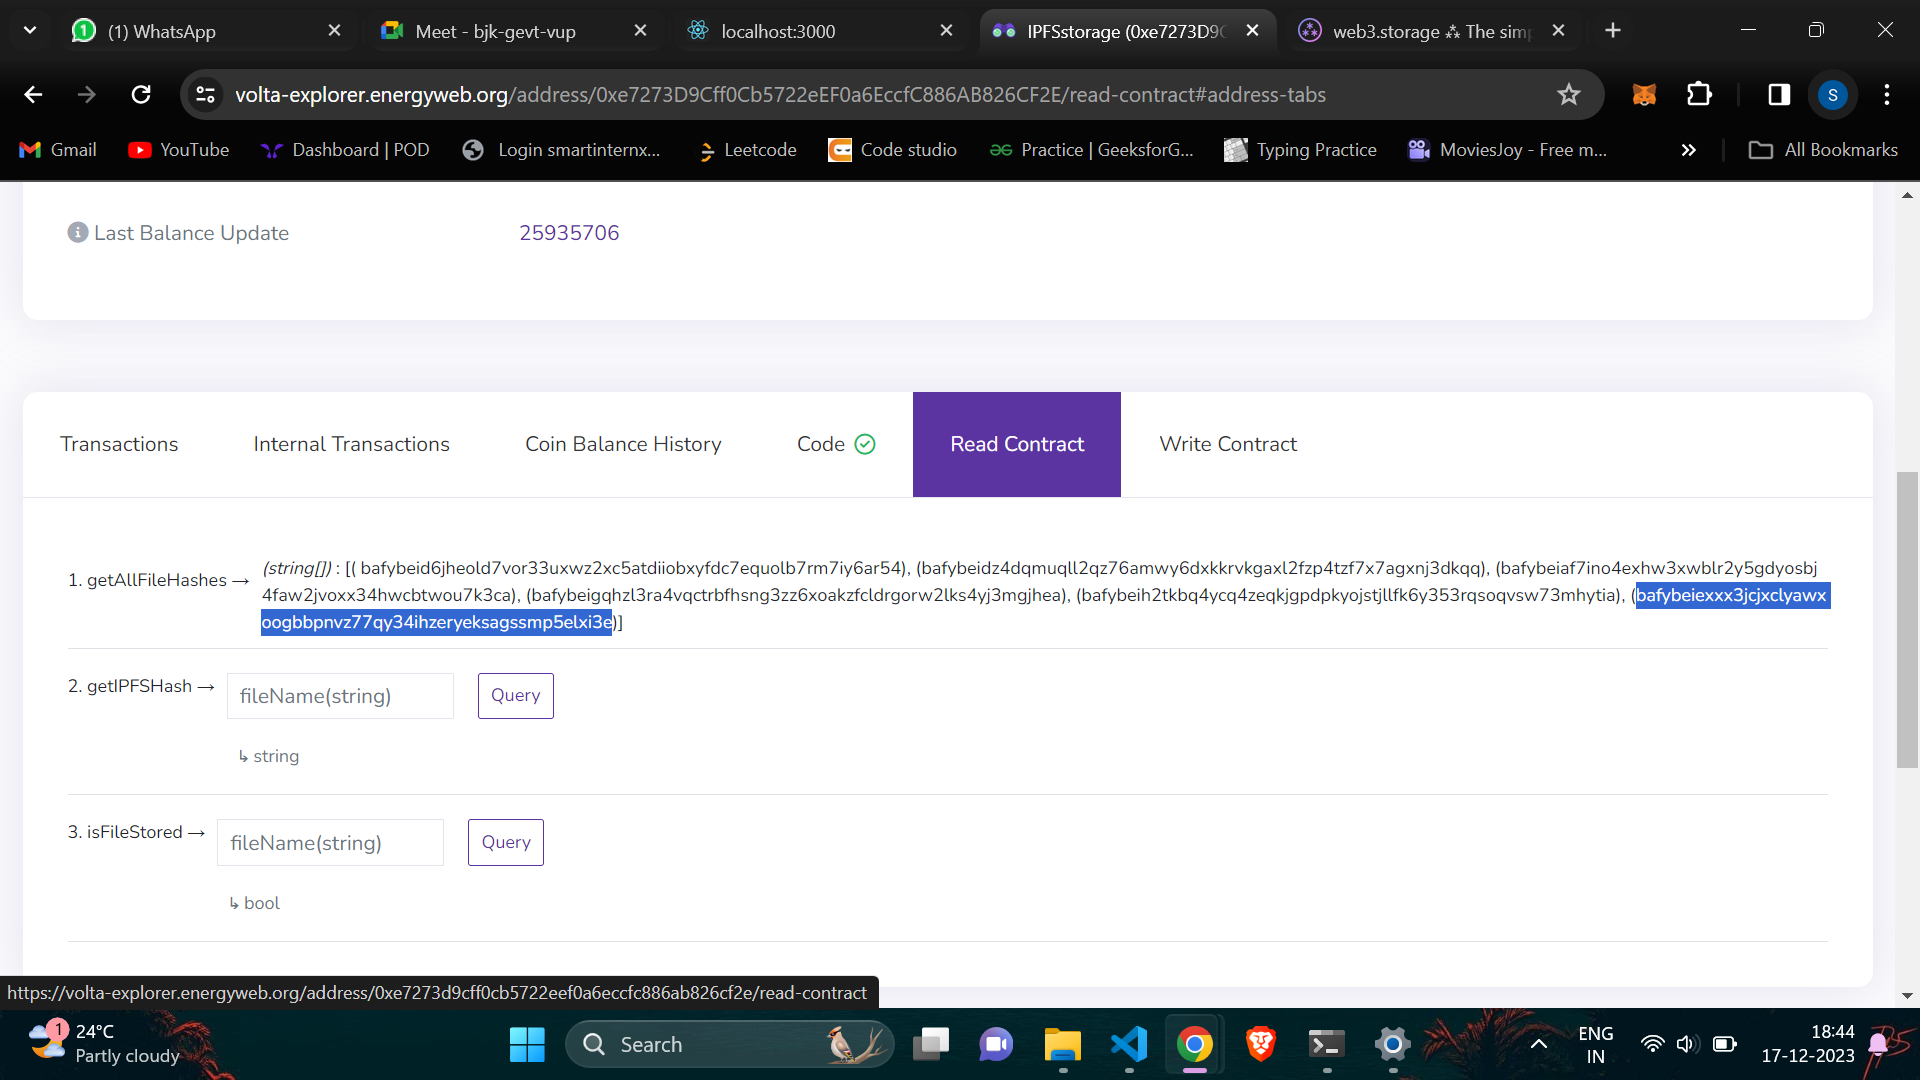 (1) WhatsApp
Meet - bjk-gevt-vup
localhost:3000
IPFSstorage (0xe7273D9C
web3.storage ⁂ The simp
volta-explorer.energyweb.org/address/0xe7273D9Cff0Cb5722eEF0a6EccfC886AB826CF2E/read-contract#address-tabs
S
Gmail
YouTube
Dashboard | POD
Login smartinternx...
Leetcode
Code studio
Practice | GeeksforG...
Typing Practice
MoviesJoy - Free m...
All Bookmarks
Last Balance Update
25935706
Transactions
Internal Transactions
Coin Balance History
Code
Read Contract
Write Contract
1. getAllFileHashes →
(string[]) : [( bafybeid6jheold7vor33uxwz2xc5atdiiobxyfdc7equolb7rm7iy6ar54), (bafybeidz4dqmuqll2qz76amwy6dxkkrvkgaxl2fzp4tzf7x7agxnj3dkqq), (bafybeiaf7ino4exhw3xwblr2y5gdyosbj
4faw2jvoxx34hwcbtwou7k3ca), (bafybeigqhzl3ra4vqctrbfhsng3zz6xoakzfcldrgorw2lks4yj3mgjhea), (bafybeih2tkbq4ycq4zeqkjgpdpkyojstjllfk6y353rqsoqvsw73mhytia), (bafybeiexxx3jcjxclyawx
oogbbpnvz77qy34ihzeryeksagssmp5elxi3e)]
2. getIPFSHash →
fileName(string)
Query
↳ string
3. isFileStored →
fileName(string)
Query
↳ bool
https://volta-explorer.energyweb.org/address/0xe7273d9cff0cb5722eef0a6eccfc886ab826cf2e/read-contract
1
24°C
Partly cloudy
Search
ENG
IN
18:44
17-12-2023